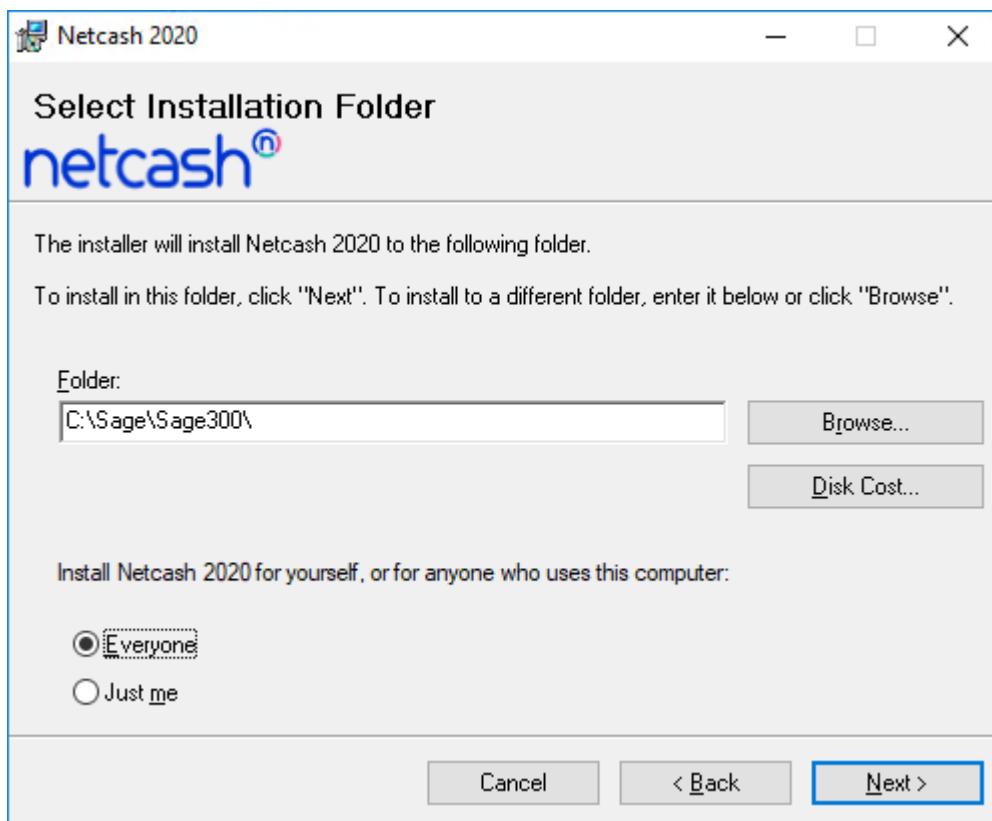 Netcash 2020
Select Installation Folder
netcash n
The installer will install Netcash 2020 to the following folder.
To install in this folder, click "Next". To install to a different folder, enter it below or click "Browse".
Folder:
C:\Sage\Sage300\
Browse...
Disk Cost...
Install Netcash 2020 for yourself, or for anyone who uses this computer:
Everyone
Just me
Cancel
< Back
Next >